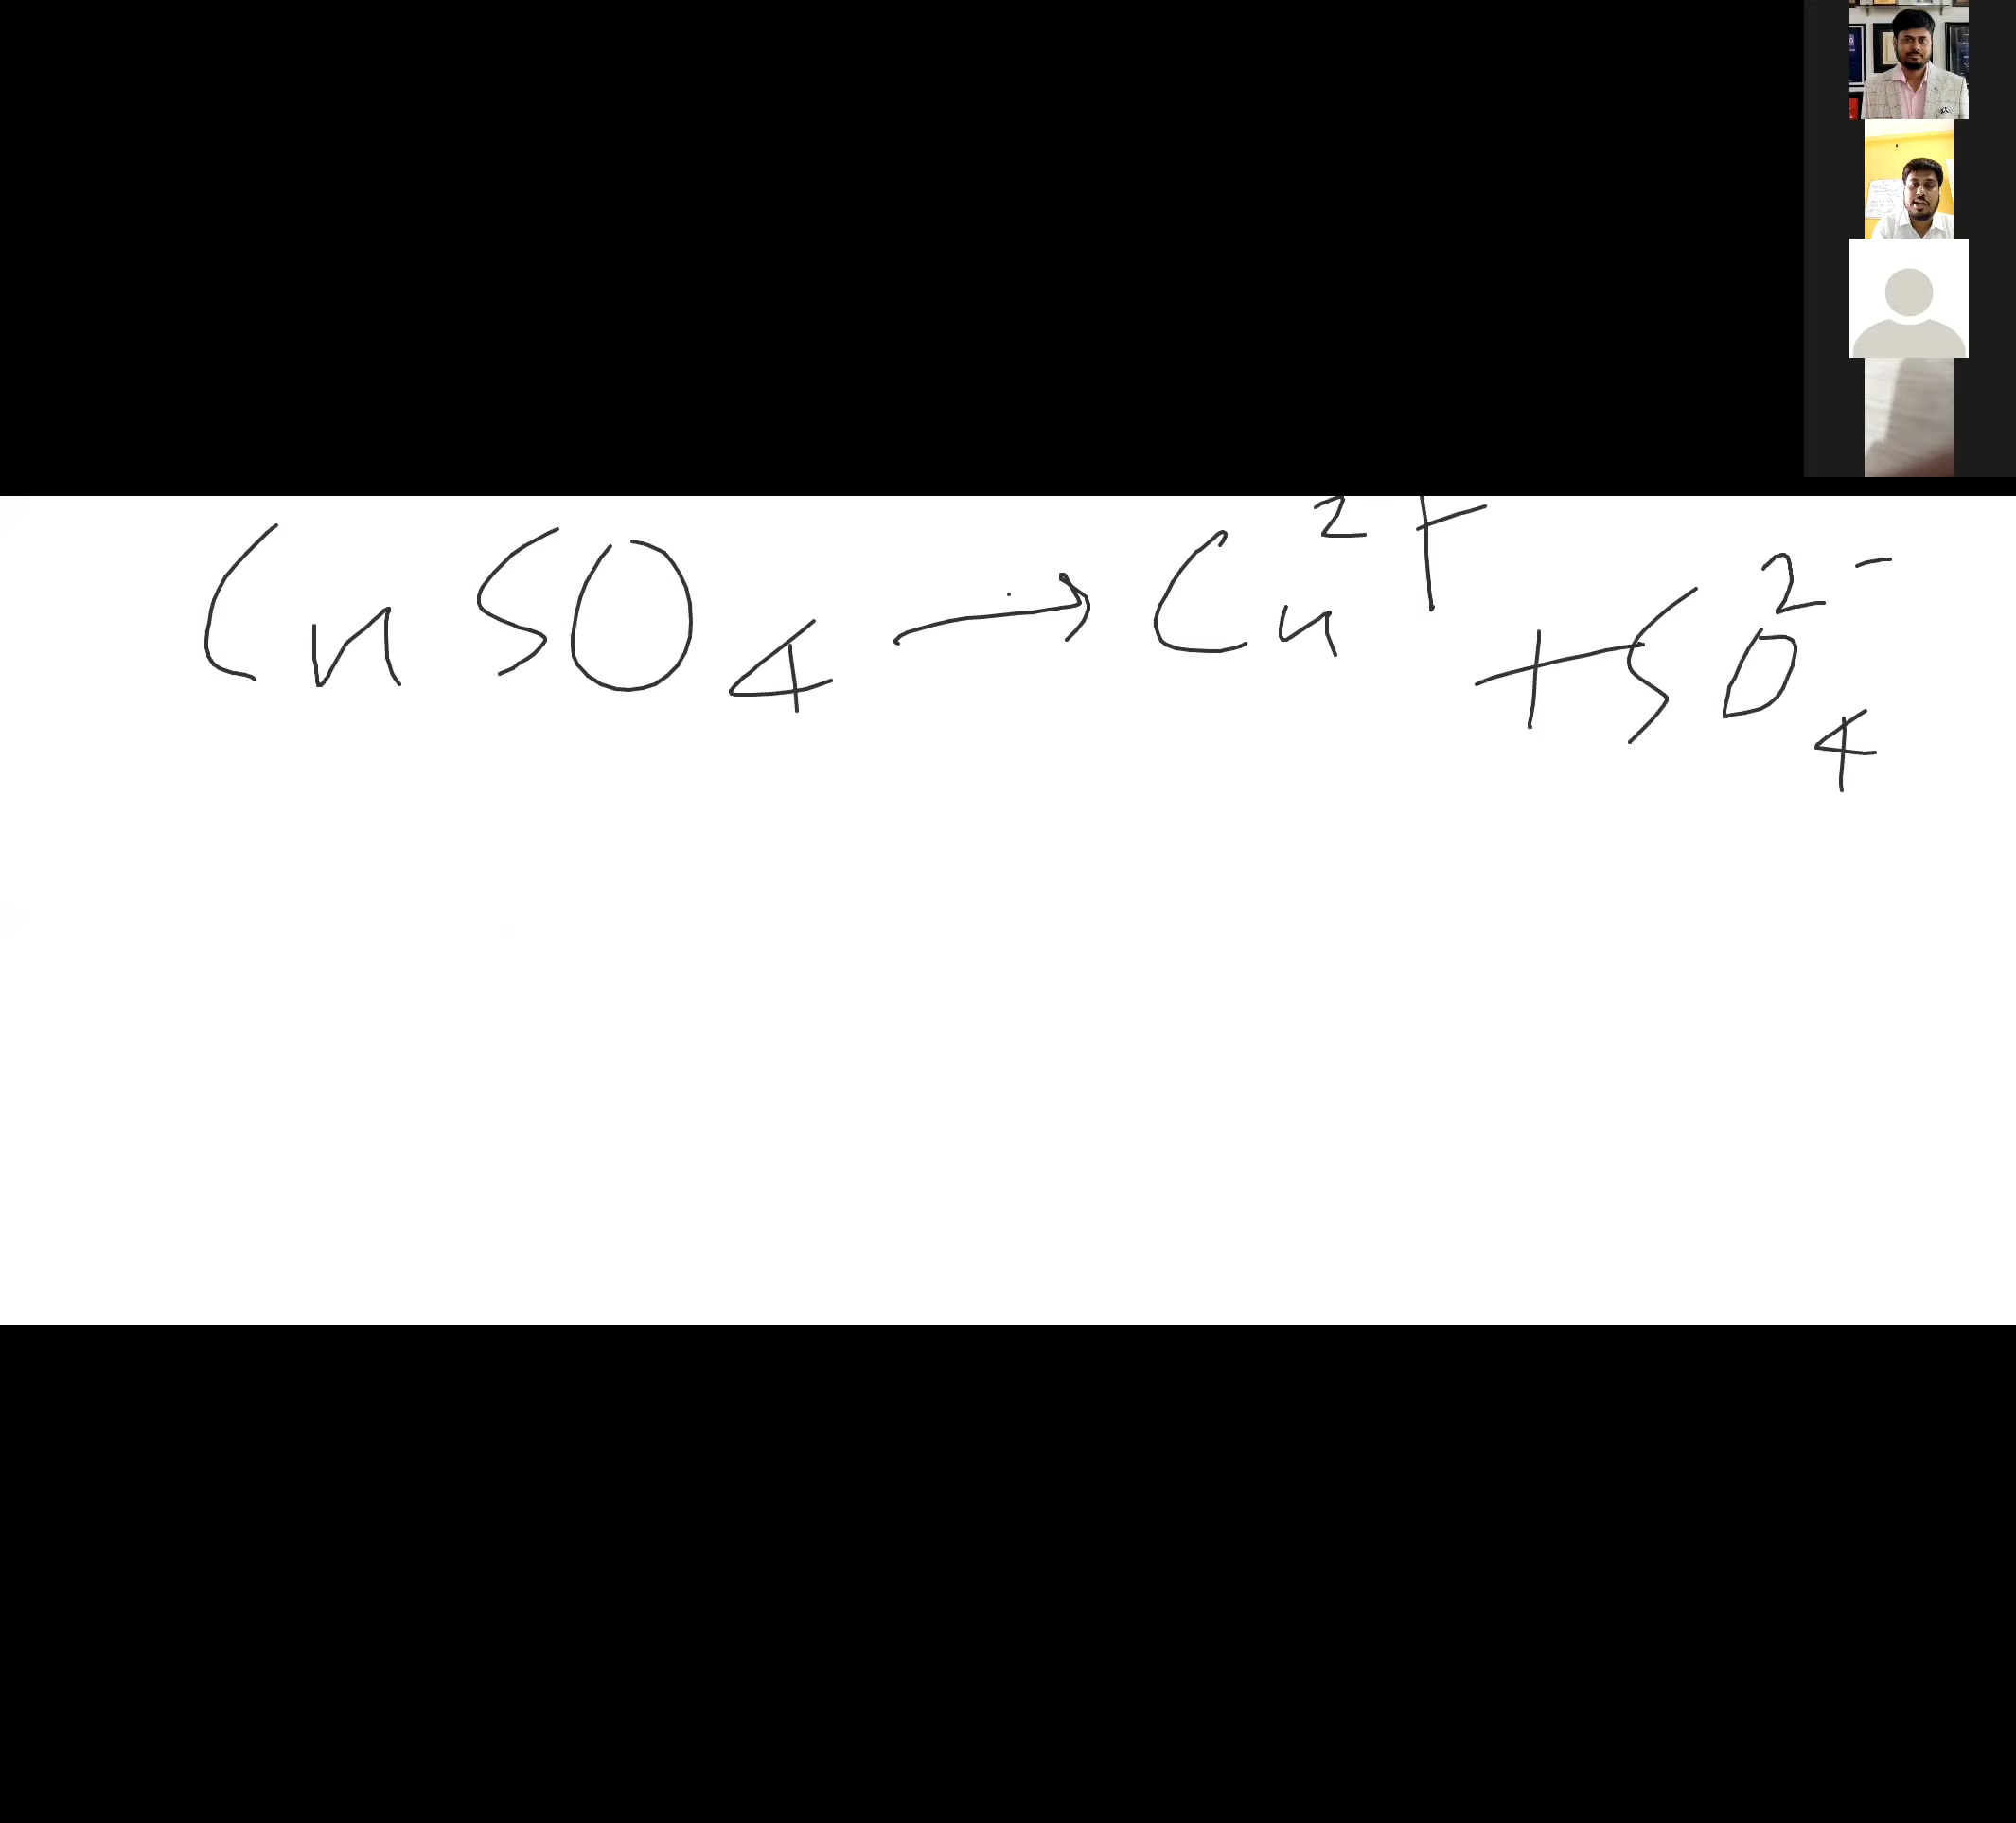 CuSO₄ → Cu²⁺ + SO₄²⁻